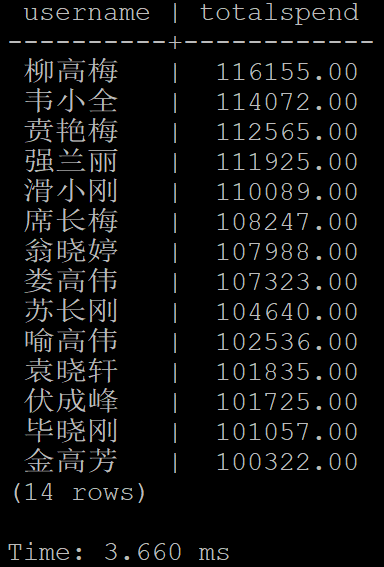 username | totalspend
----------+------------
柳高梅 | 116155.00
韦小全 | 114072.00
贲艳梅 | 112565.00
强兰丽 | 111925.00
滑小刚 | 110089.00
席长梅 | 108247.00
翁晓婷 | 107988.00
娄高伟 | 107323.00
苏长刚 | 104640.00
喻高伟 | 102536.00
袁晓轩 | 101835.00
伏成峰 | 101725.00
毕晓刚 | 101057.00
金高芳 | 100322.00
(14 rows)
Time: 3.660 ms